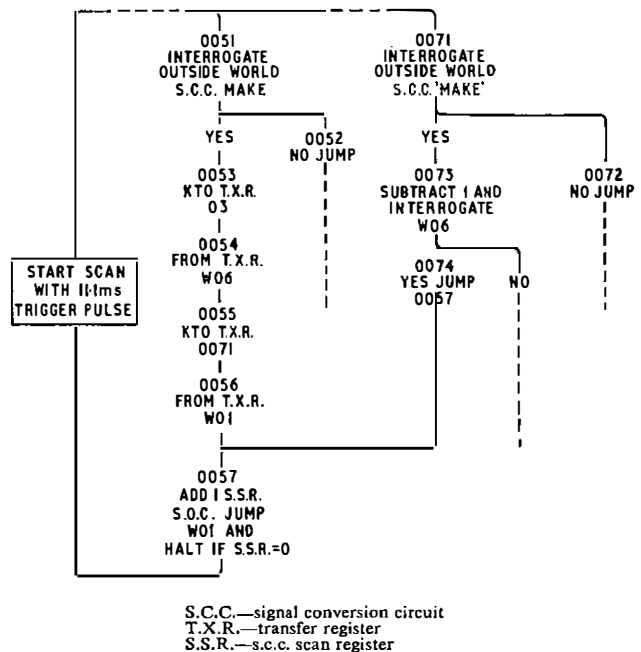 0051
INTERROGATE
OUTSIDE WORLD
S.C.C. MAKE
YES
0052
NO JUMP
0053
KTO T.X.R.
03
0054
FROM T.X.R.
W06
0055
KTO T.X.R.
0071
0056
FROM T.X.R.
W01
0071
INTERROGATE
OUTSIDE WORLD
S.C.C. 'MAKE'
YES
0072
NO JUMP
0073
SUBTRACT 1 AND
INTERROGATE
W06
0074
YES JUMP
0057
NO
START SCAN
WITH 11·1ms
TRIGGER PULSE
0057
ADD 1 S.S.R.
S.O.C. JUMP
W01 AND
HALT IF S.S.R.=0
S.C.C.—signal conversion circuit
T.X.R.—transfer register
S.S.R.—s.c.c. scan register